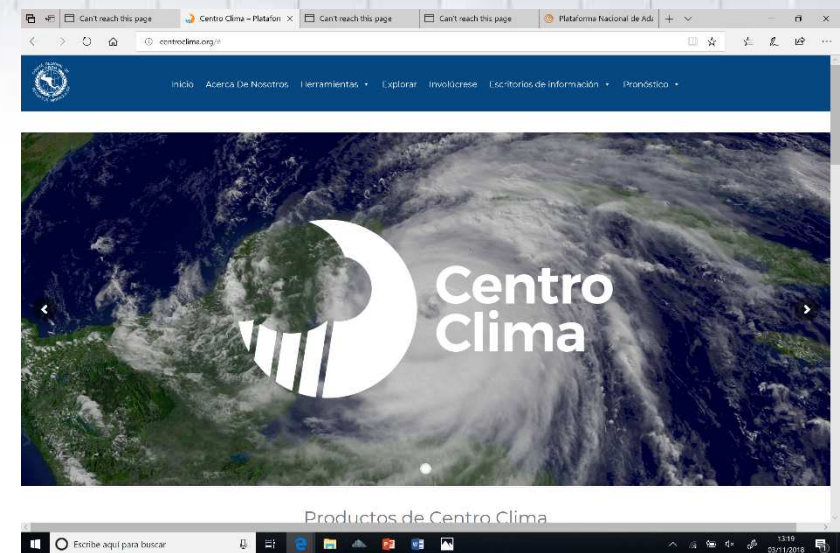 Can't reach this page
Centro Clima – Platafon
Can't reach this page
Can't reach this page
Plataforma Nacional de Ada
centroclima.org/#
Inicio Acerca De Nosotros Herramientas Explorar Involúcrese Escritorios de información Pronóstico
Centro
Clima
Productos de Centro Clima
Escribe aquí para buscar
13:19
03/11/2018